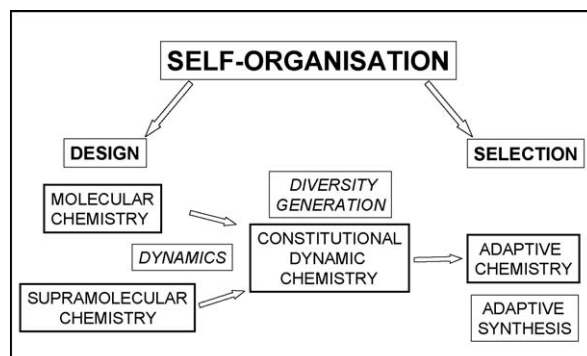 SELF-ORGANISATION
DESIGN
SELECTION
MOLECULAR
CHEMISTRY
DIVERSITY
GENERATION
DYNAMICS
CONSTITUTIONAL
DYNAMIC
CHEMISTRY
ADAPTIVE
CHEMISTRY
SUPRAMOLECULAR
CHEMISTRY
ADAPTIVE
SYNTHESIS